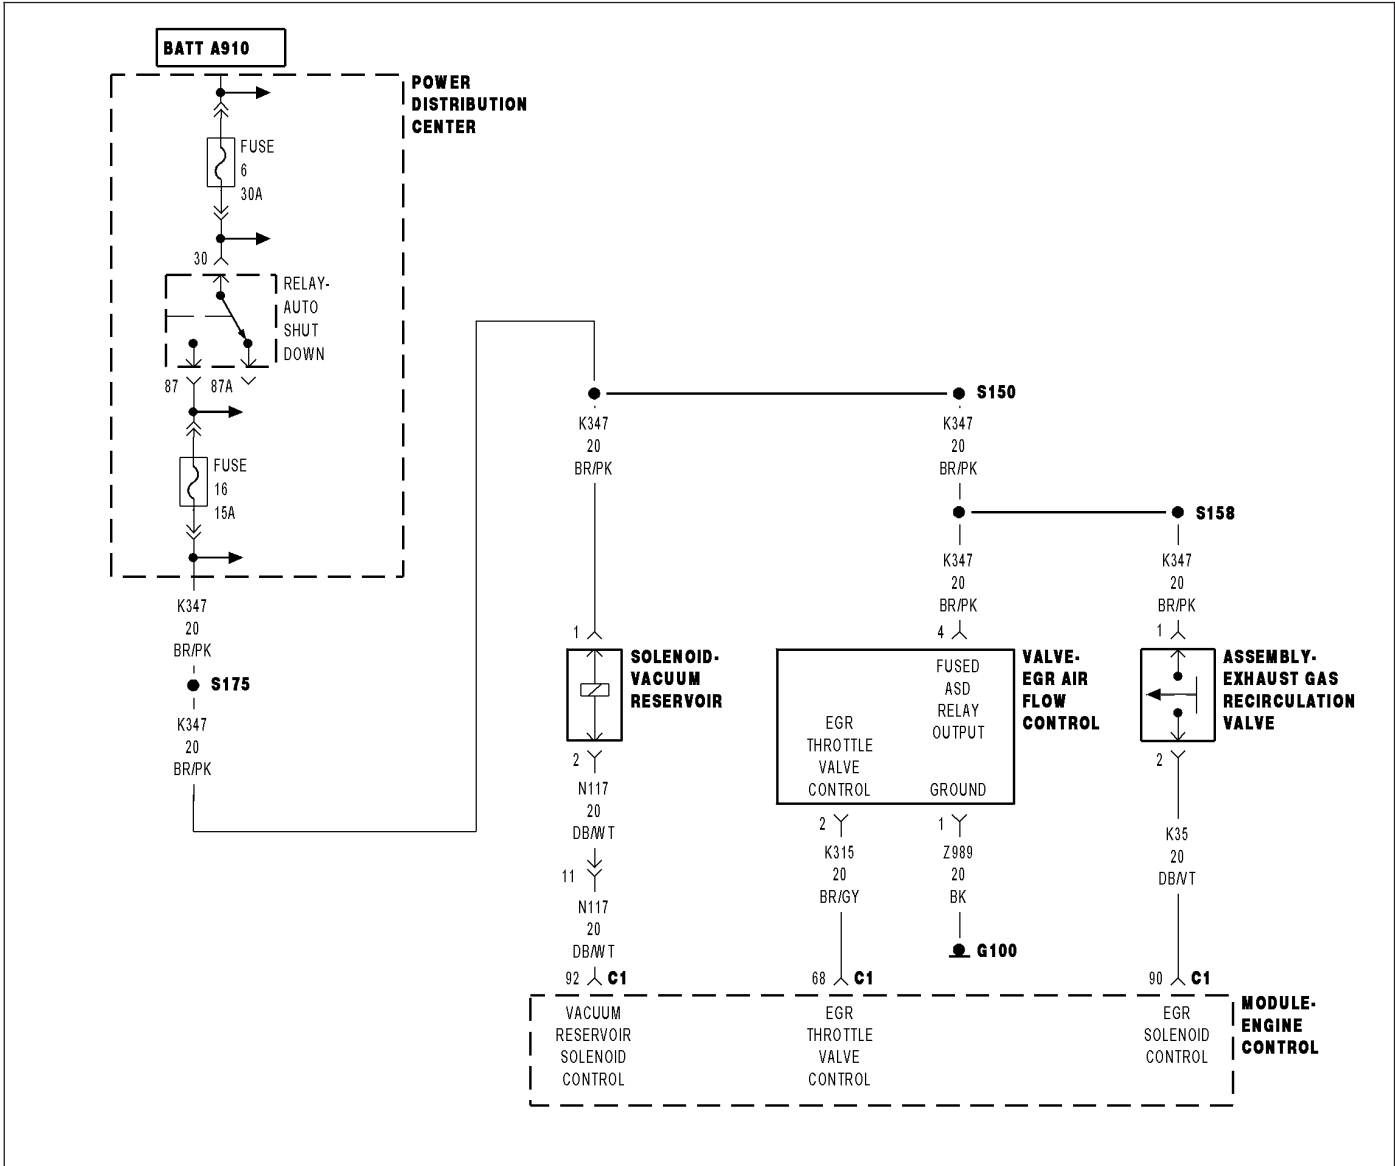 BATT A910
POWER
DISTRIBUTION
CENTER
FUSE
6
30A
30
RELAY-
AUTO
SHUT
DOWN
87
87A
FUSE
16
15A
K347
20
BR/PK
S175
K347
20
BR/PK
S150
K347
20
BR/PK
K347
20
BR/PK
S158
K347
20
BR/PK
K347
20
BR/PK
1
SOLENOID-
VACUUM
RESERVOIR
2
N117
20
DB/WT
11
N117
20
DB/WT
92
C1
4
FUSED
ASD
RELAY
OUTPUT
EGR
THROTTLE
VALVE
CONTROL
GROUND
VALVE-
EGR AIR
FLOW
CONTROL
2
K315
20
BR/GY
68
C1
1
Z989
20
BK
G100
1
ASSEMBLY-
EXHAUST GAS
RECIRCULATION
VALVE
2
K35
20
DB/VT
90
C1
VACUUM
RESERVOIR
SOLENOID
CONTROL
EGR
THROTTLE
VALVE
CONTROL
EGR
SOLENOID
CONTROL
MODULE-
ENGINE
CONTROL